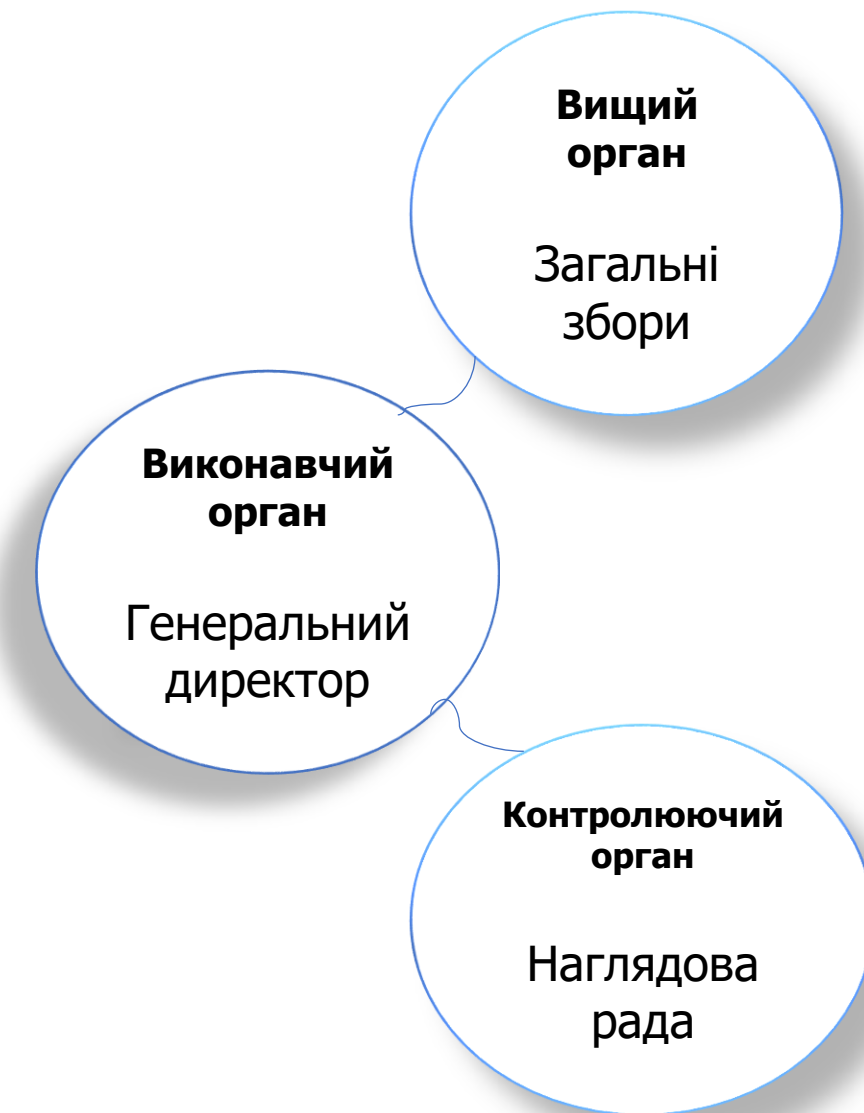 Вищий
орган
Загальні
збори
Виконавчий
орган
Генеральний
директор
Контролюючий
орган
Наглядова
рада